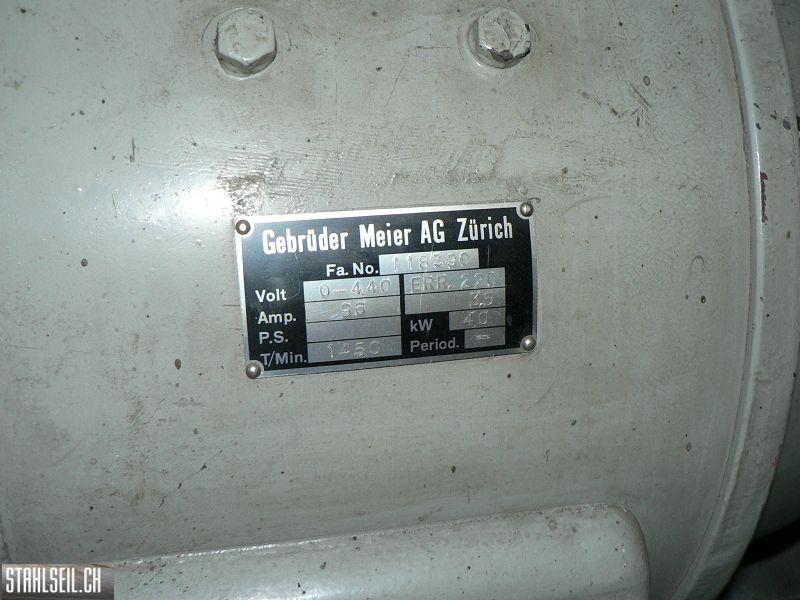 Gebrüder Meier AG Zürich
Fa. No. 118390
Volt 0-440 ERR. 220
Amp. 96 3,5
P.S. kW 40
T/Min. 1450 Period. -
STAHLSEIL.CH